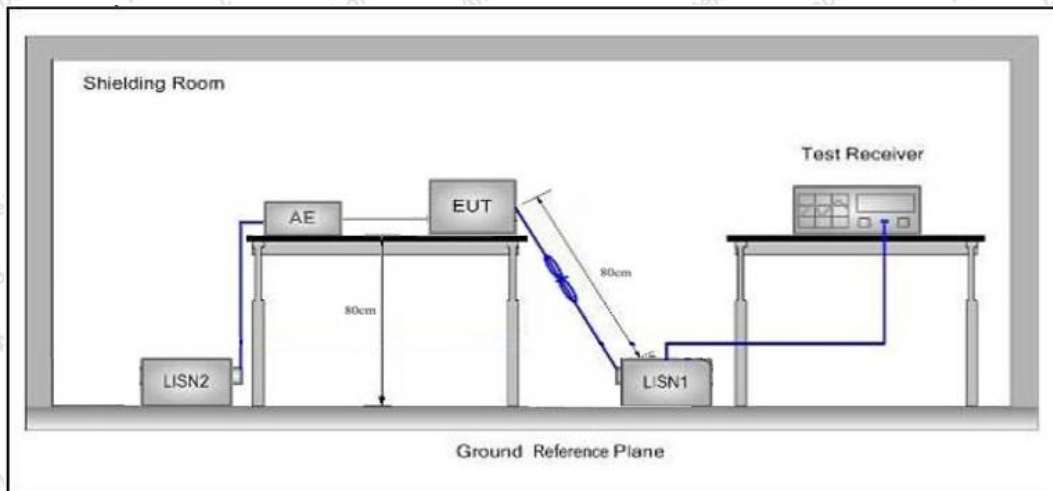 Shielding Room
Test Receiver
EUT
AE
80cm
80cm
LISN2
LISN1
Ground Reference Plane